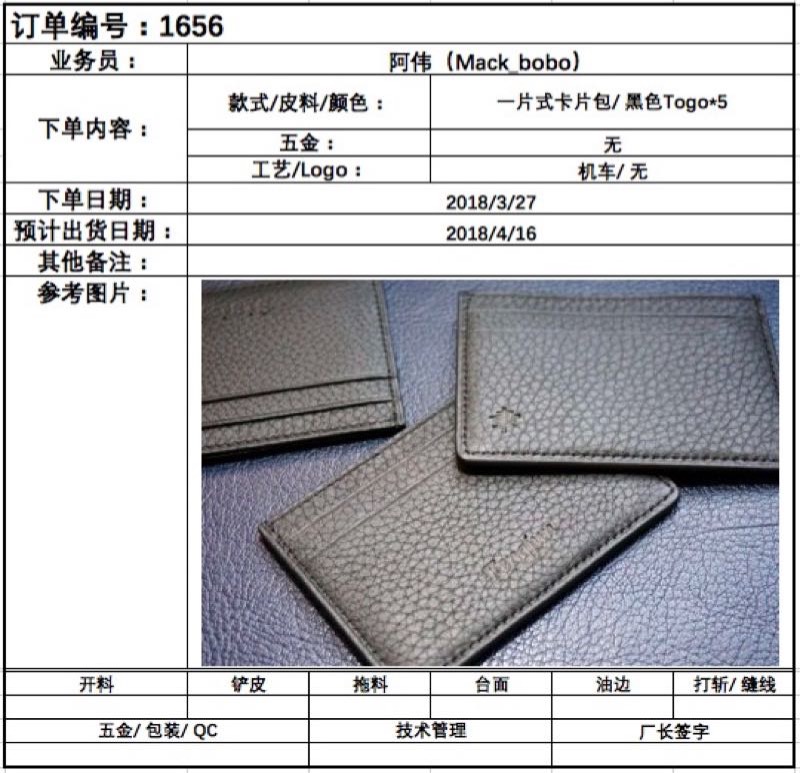 订单编号：1656
业务员： 阿伟（Mack_bobo）
下单内容： 款式/皮料/颜色： 一片式卡片包/ 黑色Togo*5
五金： 无
工艺/Logo： 机车/ 无
下单日期： 2018/3/27
预计出货日期： 2018/4/16
其他备注：
参考图片：
开料 铲皮 拖料 台面 油边 打斩/ 缝线
五金/ 包装/ QC 技术管理 厂长签字